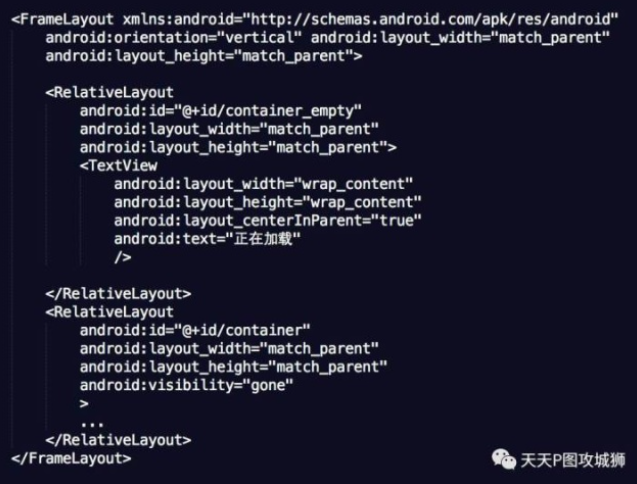 <FrameLayout xmlns:android="http://schemas.android.com/apk/res/android"
    android:orientation="vertical" android:layout_width="match_parent"
    android:layout_height="match_parent">

    <RelativeLayout
        android:id="@+id/container_empty"
        android:layout_width="match_parent"
        android:layout_height="match_parent">
        <TextView
            android:layout_width="wrap_content"
            android:layout_height="wrap_content"
            android:layout_centerInParent="true"
            android:text="正在加载"
            />

    </RelativeLayout>
    <RelativeLayout
        android:id="@+id/container"
        android:layout_width="match_parent"
        android:layout_height="match_parent"
        android:visibility="gone"
        >
        ...
    </RelativeLayout>
</FrameLayout>
天天P图攻城狮